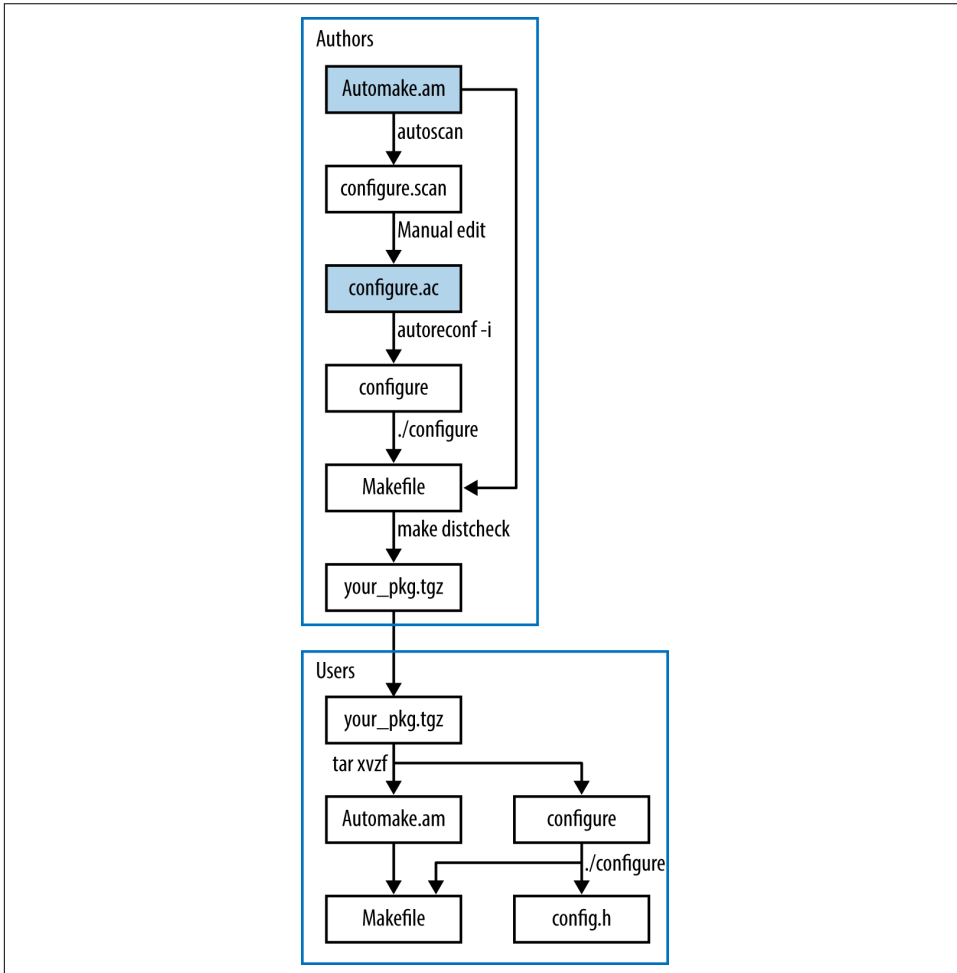 Authors
Automake.am
autoscan
configure.scan
Manual edit
configure.ac
autoreconf -i
configure
./configure
Makefile
make distcheck
your_pkg.tgz
Users
your_pkg.tgz
tar xvzf
Automake.am
configure
./configure
Makefile
config.h